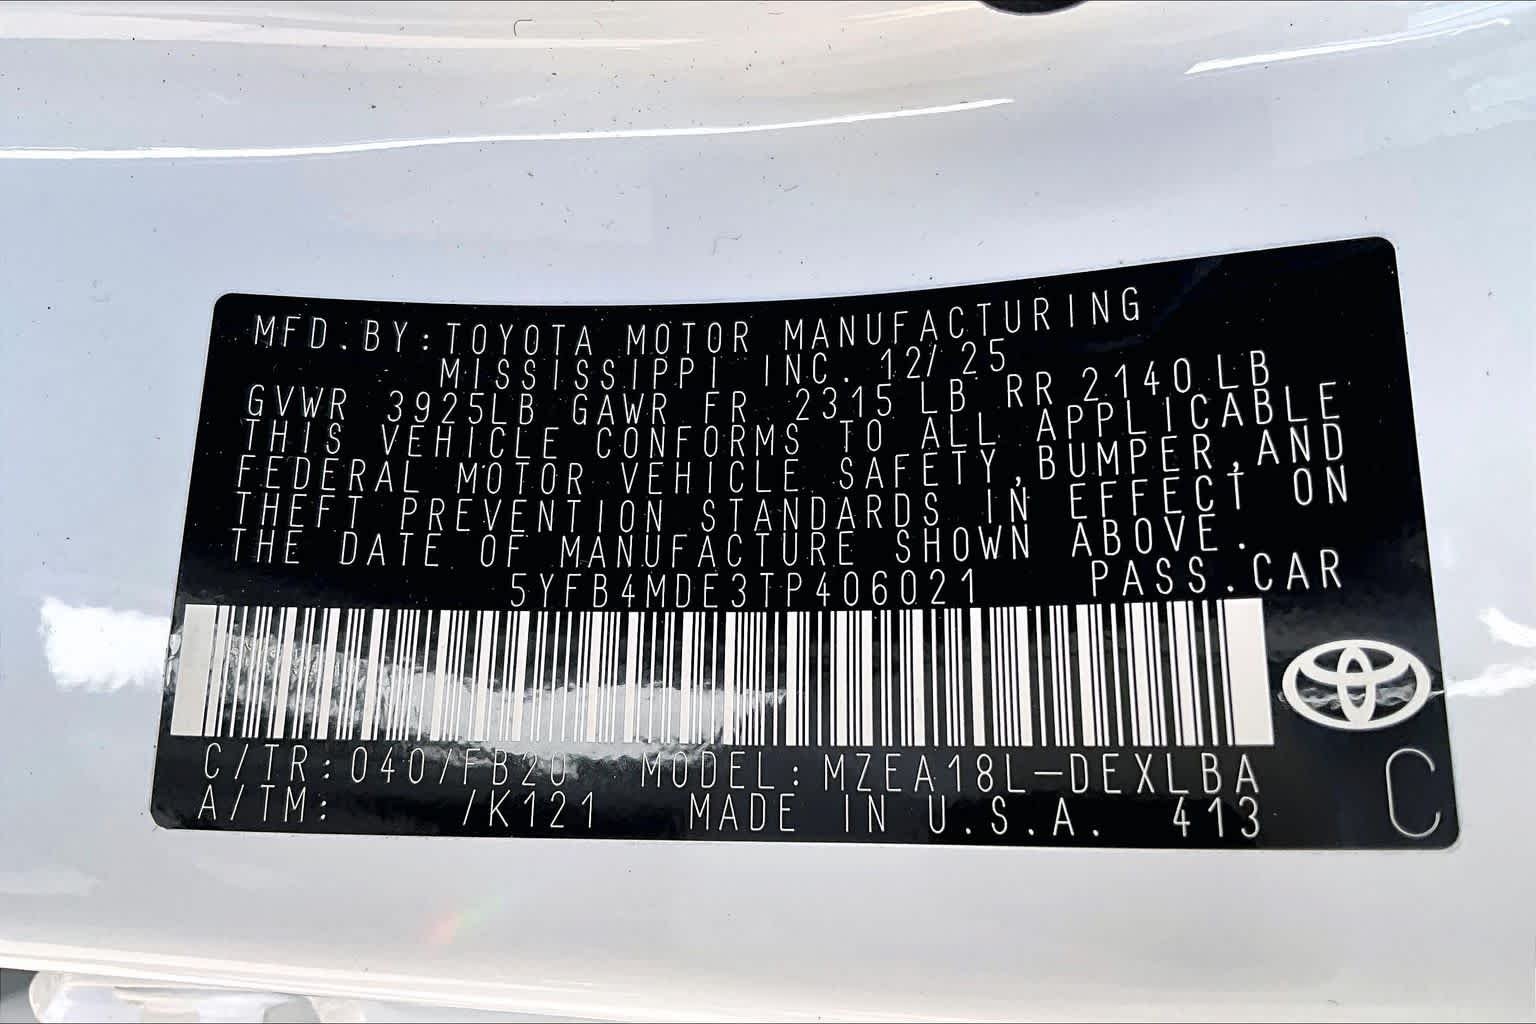 MFD.BY:TOYOTA MOTOR MANUFACTURING
MISSISSIPPI INC. 12/25
GVWR 3925LB GAWR FR 2315 LB RR 2140LB
THIS VEHICLE CONFORMS TO ALL APPLICABLE
FEDERAL MOTOR VEHICLE SAFETY,BUMPER,AND
THEFT PREVENTION STANDARDS IN EFFECT ON
THE DATE OF MANUFACTURE SHOWN ABOVE.
5YFB4MDE3TP406021 PASS.CAR
C/TR:040/FB20 MODEL:MZEA18L-DEXLBA
A/TM: /K121 MADE IN U.S.A. 413
C